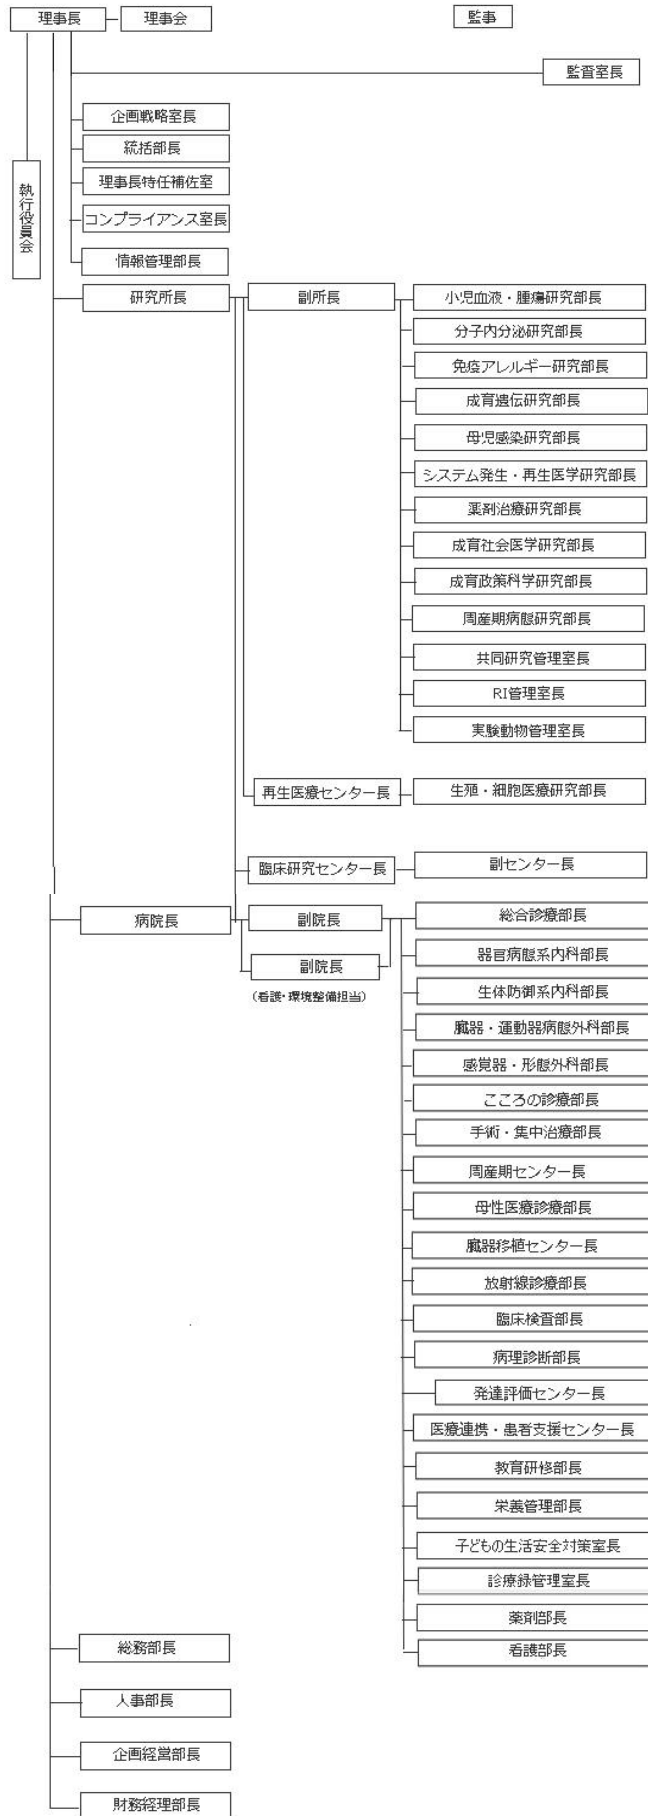 理事長
理事会
監事
監査室長
企画戦略室長
統括部長
理事長特任補佐室
コンプライアンス室長
情報管理部長
執行役員会
研究所長
副所長
小児血液・腫瘍研究部長
分子内分泌研究部長
免疫アレルギー研究部長
成育遺伝研究部長
母児感染研究部長
システム発生・再生医学研究部長
薬剤治療研究部長
成育社会医学研究部長
成育政策科学研究部長
周産期病態研究部長
共同研究管理室長
RI管理室長
実験動物管理室長
再生医療センター長
生殖・細胞医療研究部長
臨床研究センター長
副センター長
病院長
副院長
副院長
(看護・環境整備担当)
総合診療部長
器官病態系内科部長
生体防御系内科部長
臓器・運動器病態外科部長
感覚器・形態外科部長
こころの診療部長
手術・集中治療部長
周産期センター長
母性医療診療部長
臓器移植センター長
放射線診療部長
臨床検査部長
病理診断部長
発達評価センター長
医療連携・患者支援センター長
教育研修部長
栄養管理部長
子どもの生活安全対策室長
診療録管理室長
薬剤部長
看護部長
総務部長
人事部長
企画経営部長
財務経理部長